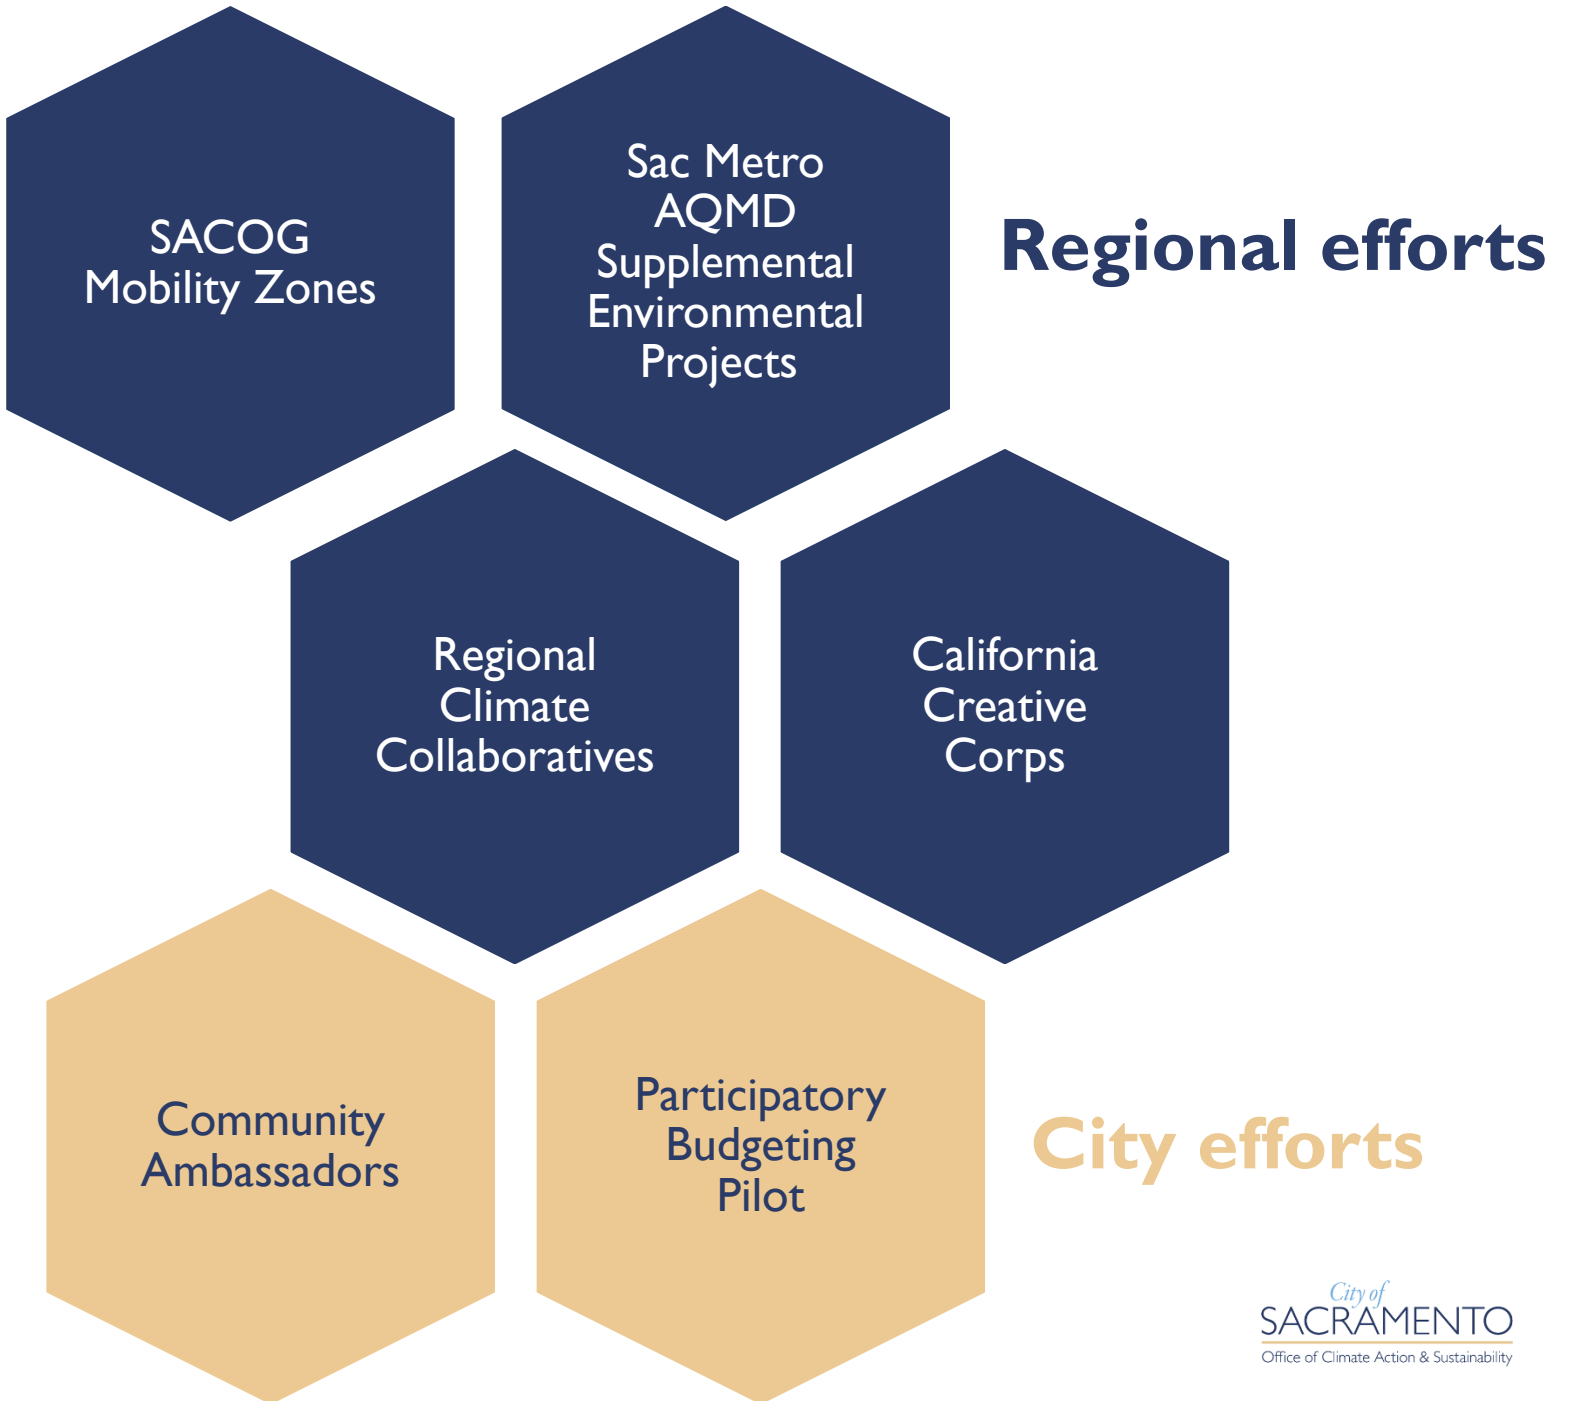 SACOG
Mobility Zones
Sac Metro
AQMD
Supplemental
Environmental
Projects
Regional efforts
Regional
Climate
Collaboratives
California
Creative
Corps
Community
Ambassadors
Participatory
Budgeting
Pilot
City efforts
City of
SACRAMENTO
Office of Climate Action & Sustainability